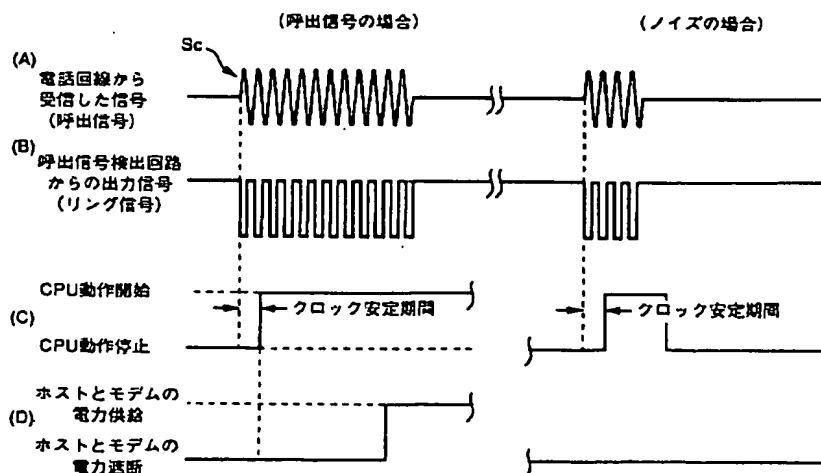 (呼出信号の場合)
(ノイズの場合)
Sc
(A)
電話回線から
受信した信号
(呼出信号)
(B)
呼出信号検出回路
からの出力信号
(リング信号)
CPU動作開始
クロック安定期間
クロック安定期間
(C)
CPU動作停止
ホストとモデムの
電力供給
(D)
ホストとモデムの
電力遮断